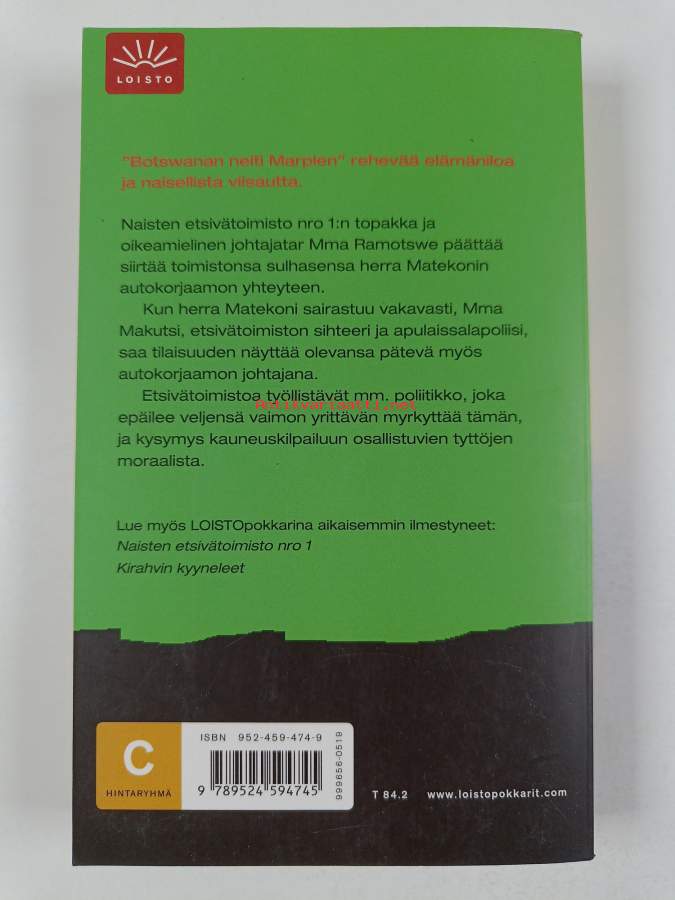 LOISTO
"Botswanan neiti Marplen" rehevää elämäniloa
ja naisellista viisautta.
Naisten etsivätoimisto nro 1:n topakka ja
oikeamielinen johtajatar Mma Ramotswe päättää
siirtää toimistonsa sulhasensa herra Matekonin
autokorjaamon yhteyteen.
Kun herra Matekoni sairastuu vakavasti, Mma
Makutsi, etsivätoimiston sihteeri ja apulaissalapoliisi,
saa tilaisuuden näyttää olevansa pätevä myös
autokorjaamon johtajana.
Etsivätoimistoa työllistävät mm. poliitikko, joka
Antikvariaatti.net
epäilee veljensä vaimon yrittävän myrkyttää tämän,
ja kysymys kauneuskilpailuun osallistuvien tyttöjen
moraalista.
Lue myös LOISTOpokkarina aikaisemmin ilmestyneet:
Naisten etsivätoimisto nro 1
Kirahvin kyyneleet
C
HINTARYHMÄ
ISBN 952-459-474-9
9 789524 594745
999656-0519
T 84.2 www.loistopokkarit.com